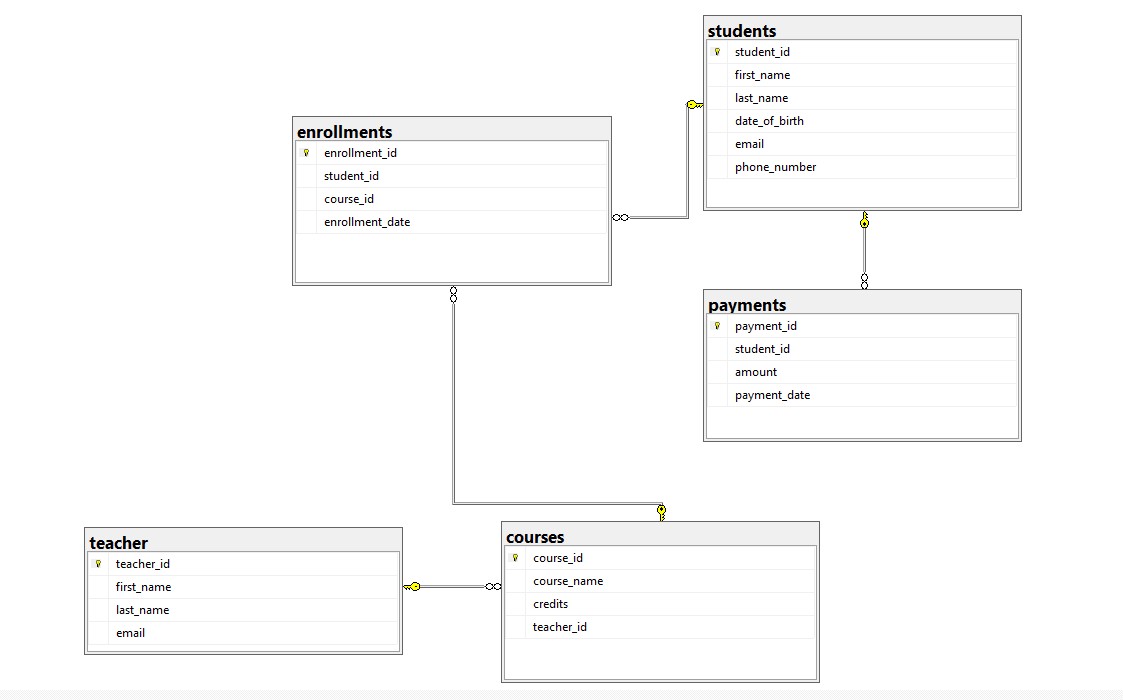 students
student_id
first_name
last_name
date_of_birth
email
phone_number
enrollments
enrollment_id
student_id
course_id
enrollment_date
payments
payment_id
student_id
amount
payment_date
teacher
teacher_id
first_name
last_name
email
courses
course_id
course_name
credits
teacher_id